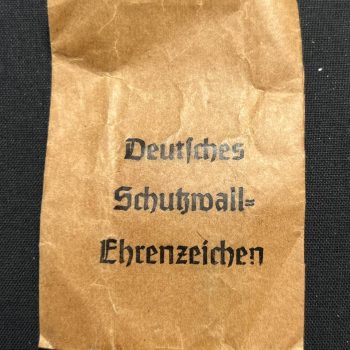 Deutſches
Schutzwall=
Ehrenzeichen